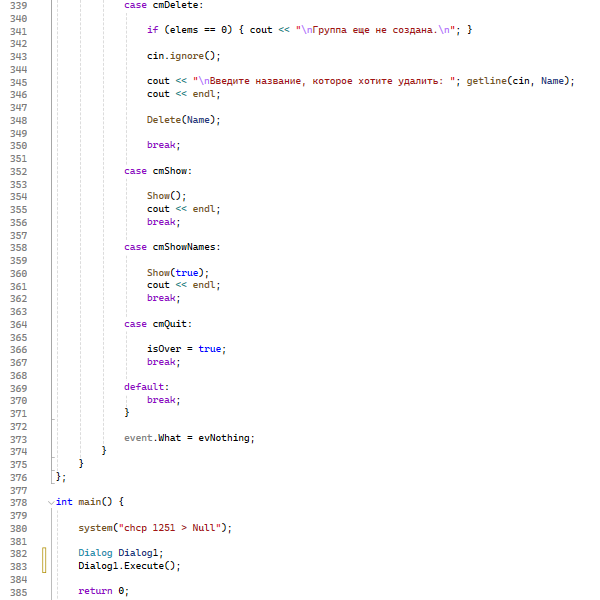 339 case cmDelete:
340
341 if (elems == 0) { cout << "\nГруппа еще не создана.\n"; }
342
343 cin.ignore();
344
345 cout << "\nВведите название, которое хотите удалить: "; getline(cin, Name);
346 cout << endl;
347
348 Delete(Name);
349
350 break;
351
352 case cmShow:
353
354 Show();
355 cout << endl;
356 break;
357
358 case cmShowNames:
359
360 Show(true);
361 cout << endl;
362 break;
363
364 case cmQuit:
365
366 isOver = true;
367 break;
368
369 default:
370 break;
371 }
372
373 event.What = evNothing;
374 }
375 }
376 };
377
378 int main() {
379
380 system("chcp 1251 > Null");
381
382 Dialog Dialog1;
383 Dialog1.Execute();
384
385 return 0;